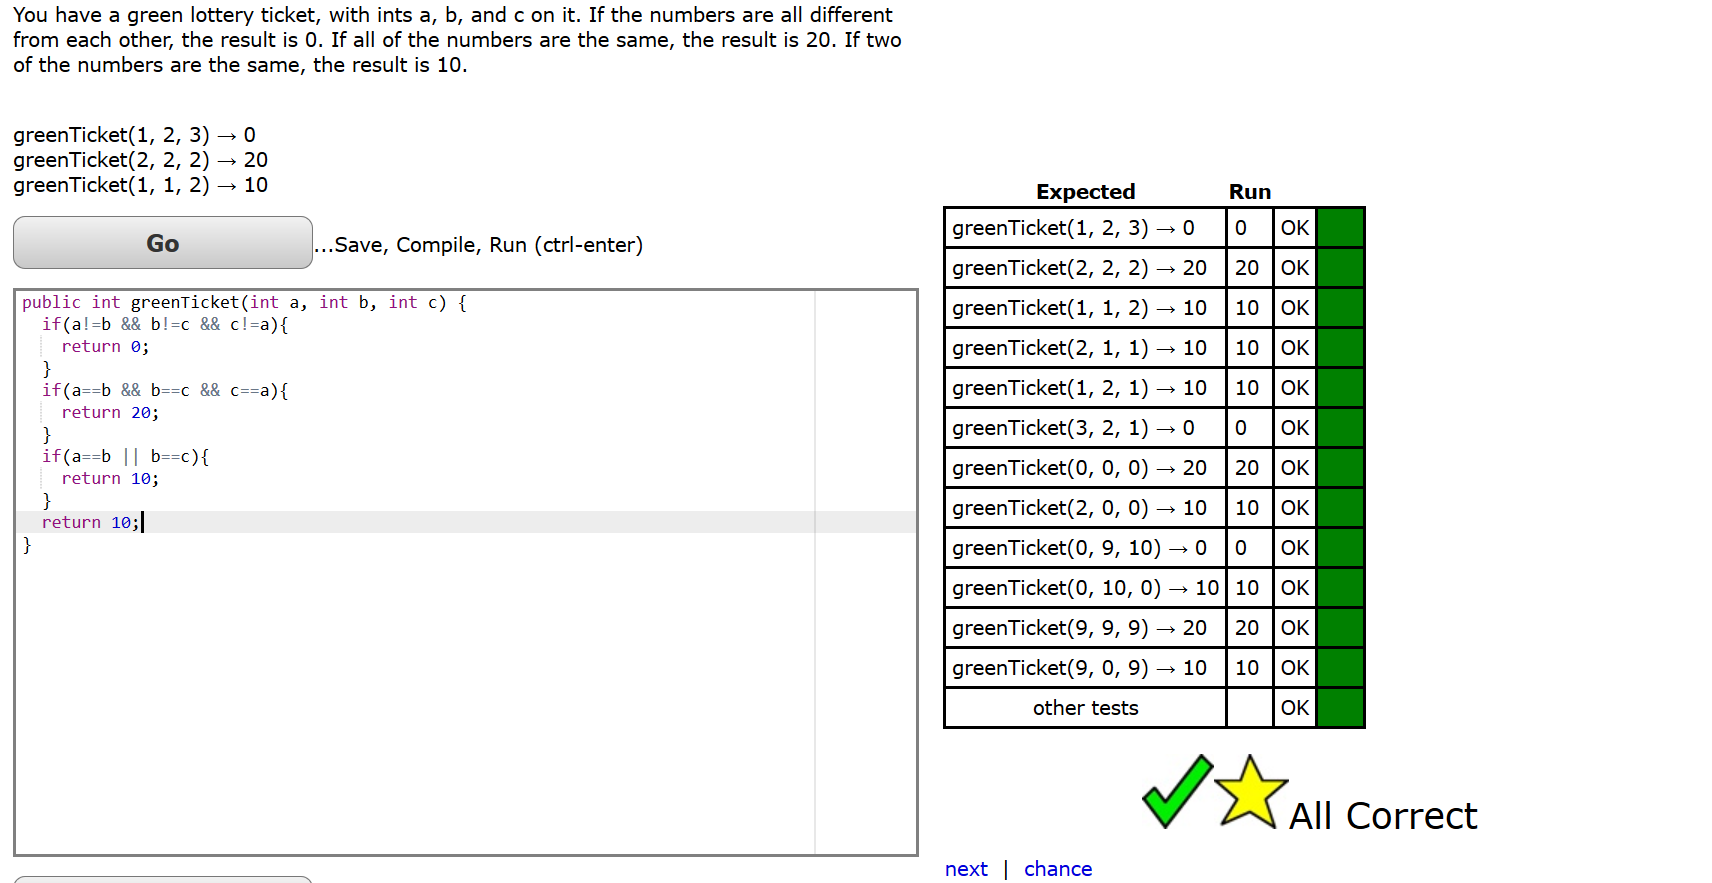 You have a green lottery ticket, with ints a, b, and c on it. If the numbers are all different
from each other, the result is 0. If all of the numbers are the same, the result is 20. If two
of the numbers are the same, the result is 10.
greenTicket(1, 2, 3) → 0
greenTicket(2, 2, 2) → 20
greenTicket(1, 1, 2) → 10
Go ...Save, Compile, Run (ctrl-enter)
public int greenTicket(int a, int b, int c) {
  if(a!=b && b!=c && c!=a){
    return 0;
  }
  if(a==b && b==c && c==a){
    return 20;
  }
  if(a==b || b==c){
    return 10;
  }
  return 10;
}
Expected Run
greenTicket(1, 2, 3) → 0 0 OK
greenTicket(2, 2, 2) → 20 20 OK
greenTicket(1, 1, 2) → 10 10 OK
greenTicket(2, 1, 1) → 10 10 OK
greenTicket(1, 2, 1) → 10 10 OK
greenTicket(3, 2, 1) → 0 0 OK
greenTicket(0, 0, 0) → 20 20 OK
greenTicket(2, 0, 0) → 10 10 OK
greenTicket(0, 9, 10) → 0 0 OK
greenTicket(0, 10, 0) → 10 10 OK
greenTicket(9, 9, 9) → 20 20 OK
greenTicket(9, 0, 9) → 10 10 OK
other tests OK
All Correct
next | chance